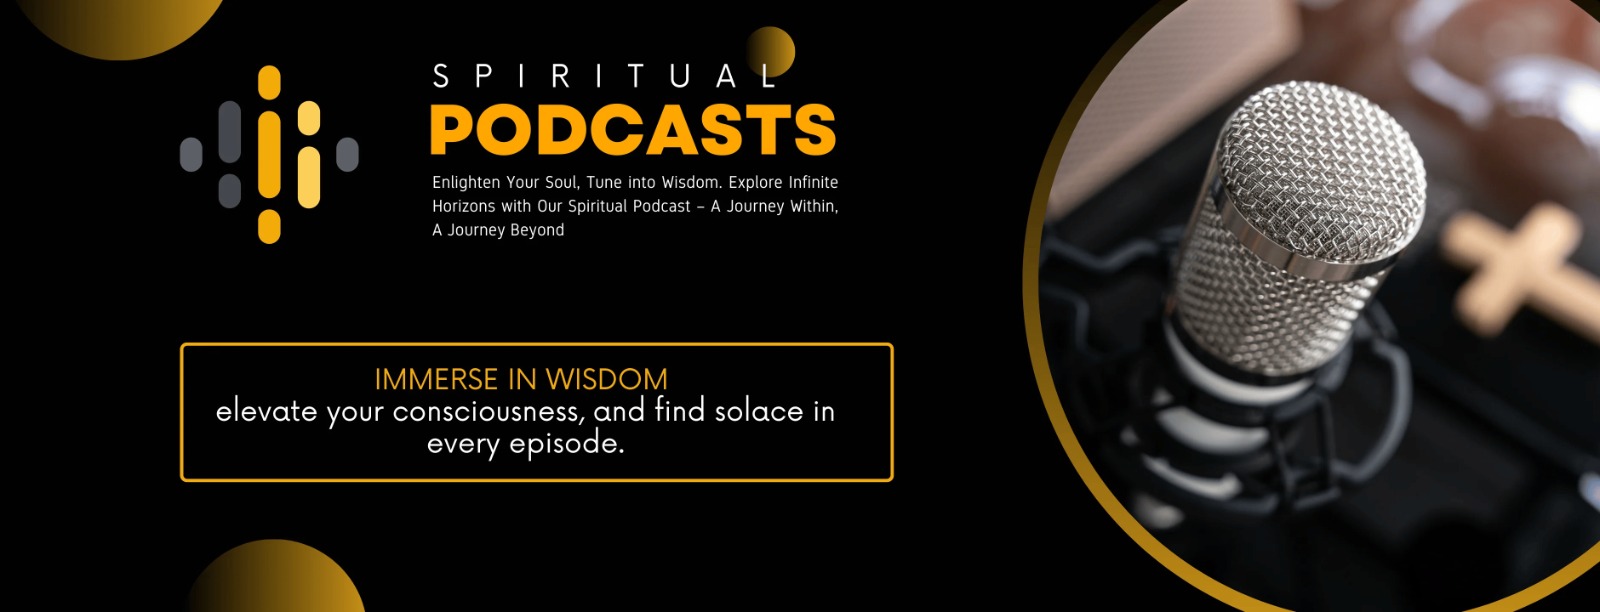 SPIRITUAL
PODCASTS
Enlighten Your Soul, Tune into Wisdom. Explore Infinite
Horizons with Our Spiritual Podcast – A Journey Within,
A Journey Beyond
IMMERSE IN WISDOM
elevate your consciousness, and find solace in
every episode.